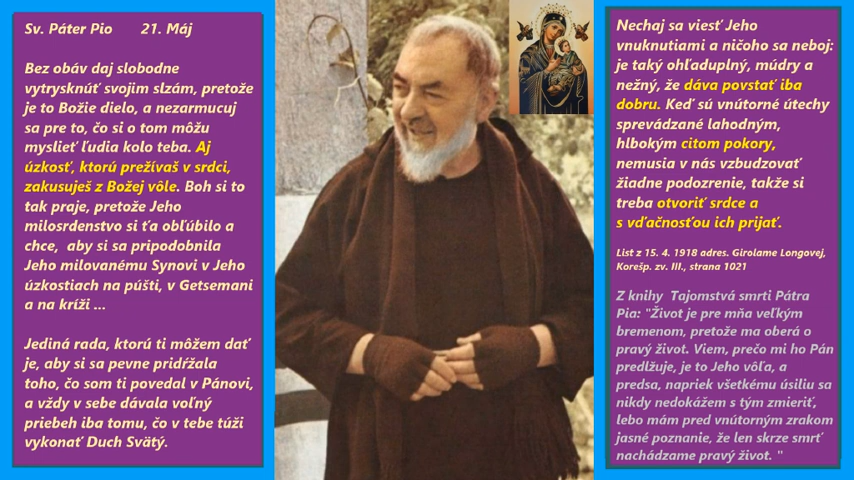 Sv. Páter Pio 21. Máj
Bez obáv daj slobodne
vytrysknúť svojim slzám, pretože
je to Božie dielo, a nezarmucuj
sa pre to, čo si o tom môžu
myslieť ľudia kolo teba. Aj
úzkosť, ktorú prežívaš v srdci,
zakusuješ z Božej vôle. Boh si to
tak praje, pretože Jeho
milosrdenstvo si ťa obľúbilo a
chce, aby si sa pripodobnila
Jeho milovanému Synovi v Jeho
úzkostiach na púšti, v Getsemani
a na kríži ...
Jediná rada, ktorú ti môžem dať
je, aby si sa pevne pridŕžala
toho, čo som ti povedal v Pánovi,
a vždy v sebe dávala voľný
priebeh iba tomu, čo v tebe túži
vykonať Duch Svätý.
Nechaj sa viesť Jeho
vnuknutiami a ničoho sa neboj:
je taký ohľaduplný, múdry a
nežný, že dáva povstať iba
dobru. Keď sú vnútorné útechy
sprevádzané lahodným,
hlbokým citom pokory,
nemusia v nás vzbudzovať
žiadne podozrenie, takže si
treba otvoriť srdce a
s vďačnosťou ich prijať.
List z 15. 4. 1918 adres. Girolame Longovej,
Korešp. zv. III., strana 1021
Z knihy Tajomstvá smrti Pátra
Pia: "Život je pre mňa veľkým
bremenom, pretože ma oberá o
pravý život. Viem, prečo mi ho Pán
predlžuje, je to Jeho vôľa, a
predsa, napriek všetkému úsiliu sa
nikdy nedokážem s tým zmieriť,
lebo mám pred vnútorným zrakom
jasné poznanie, že len skrze smrť
nachádzame pravý život. "